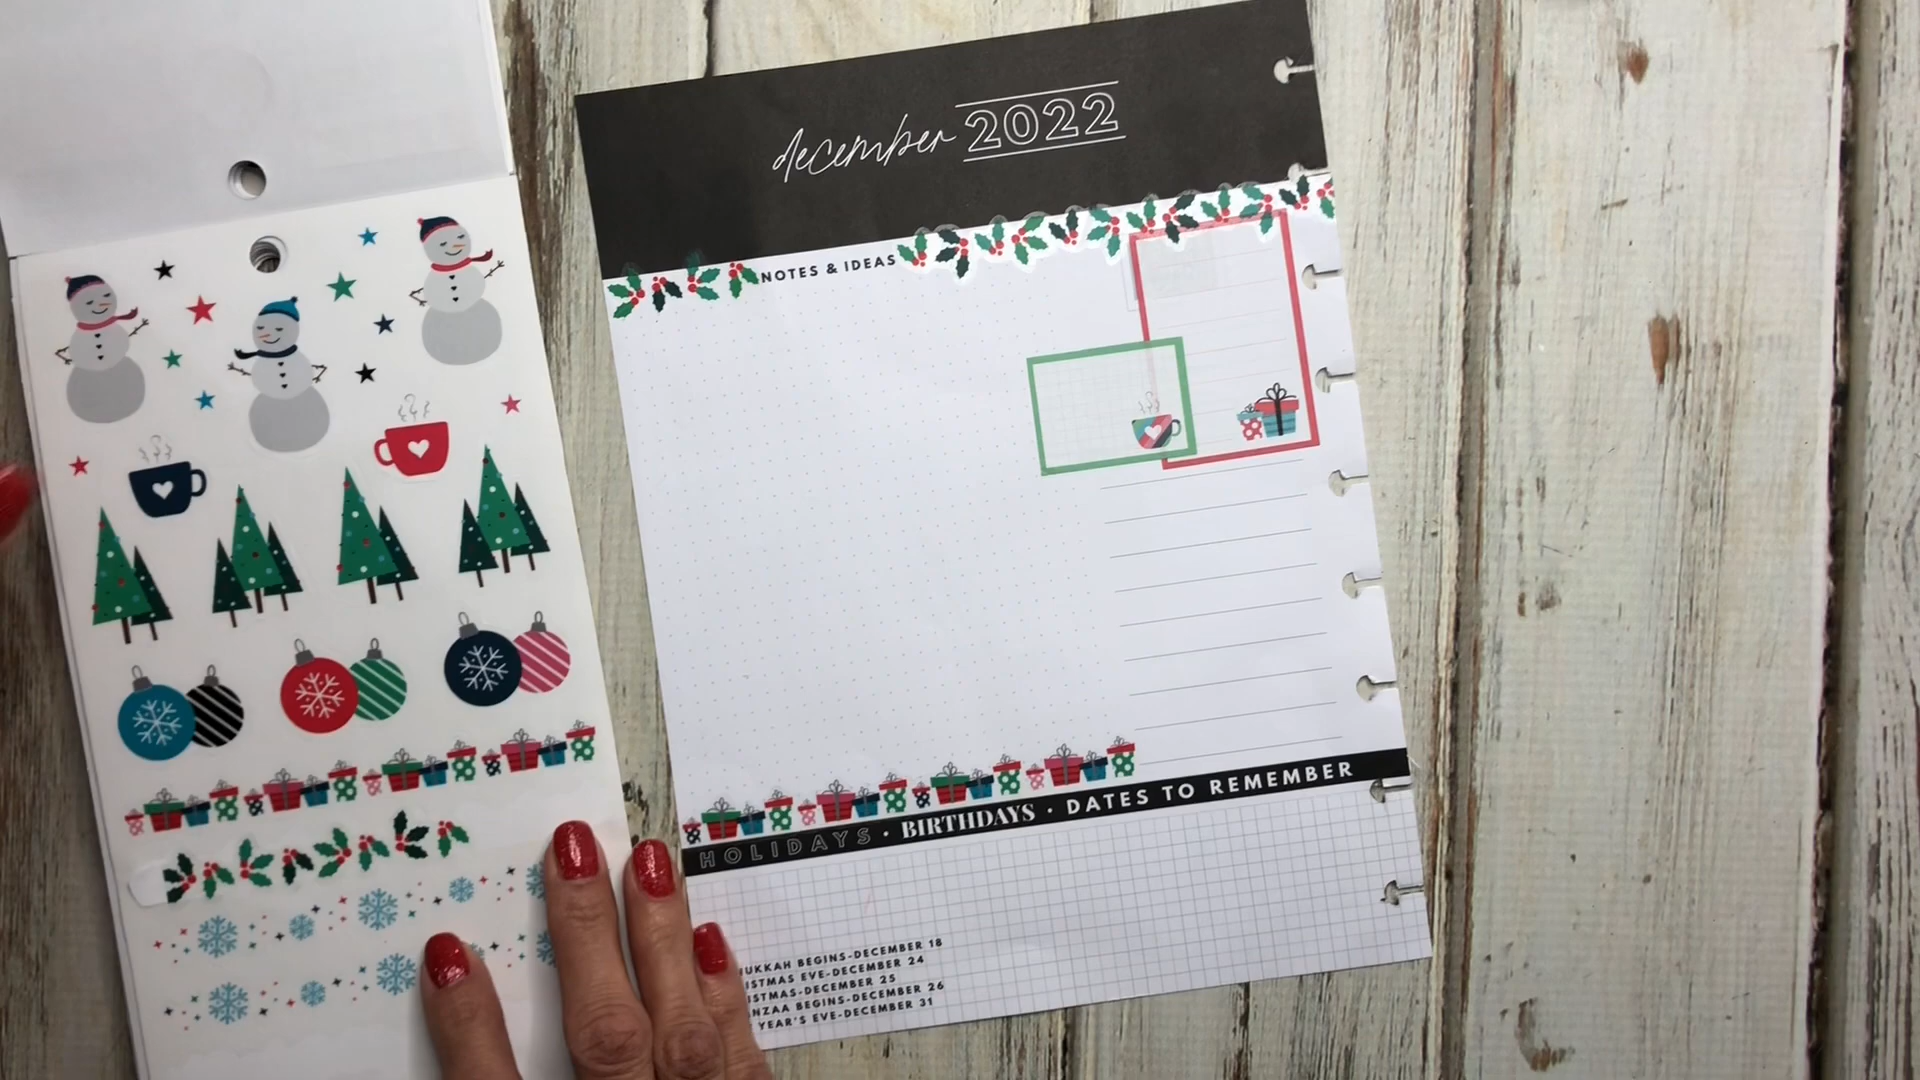 december 2022
NOTES & IDEAS
HOLIDAYS • BIRTHDAYS • DATES TO REMEMBER
UKKAH BEGINS-DECEMBER 18
ISTMAS EVE-DECEMBER 24
ISTMAS-DECEMBER 25
NZAA BEGINS-DECEMBER 26
YEAR'S EVE-DECEMBER 31